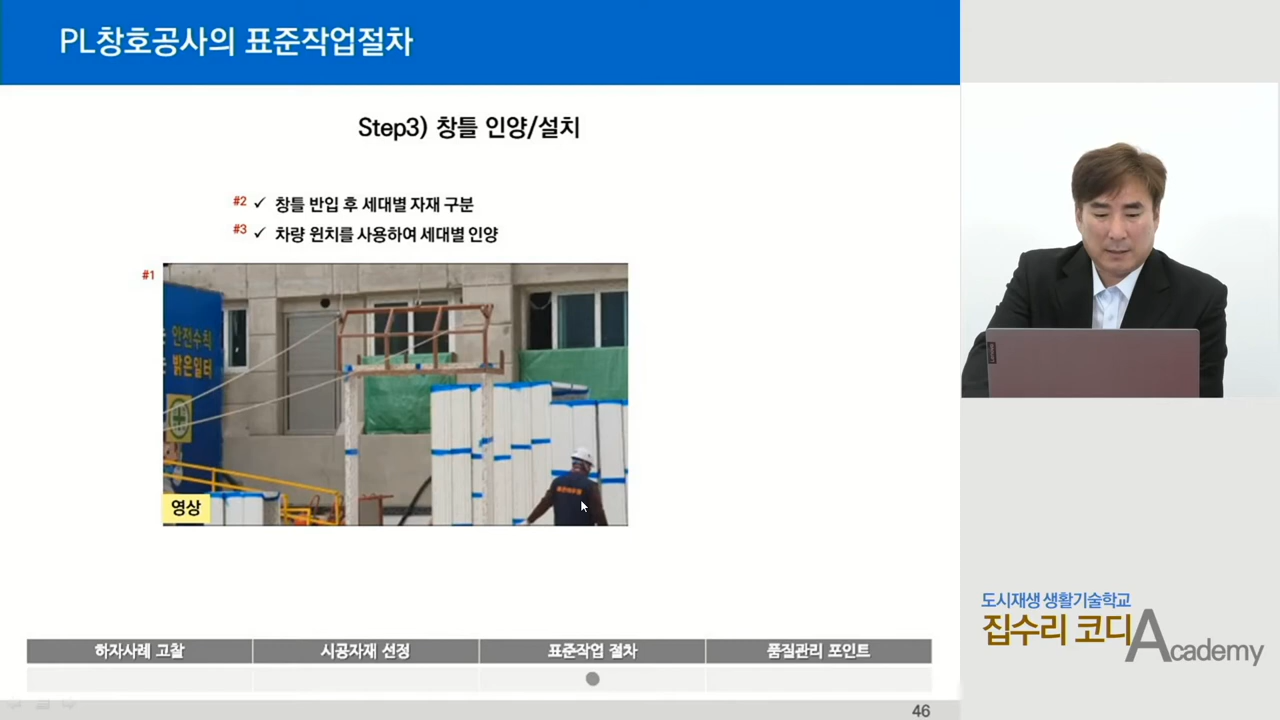 PL창호공사의 표준작업절차
Step3) 창틀 인양/설치
#2 ✓ 창틀 반입 후 세대별 자재 구분
#3 ✓ 차량 윈치를 사용하여 세대별 인양
#1
안전수칙
밝은일터
영상
도시재생 생활기술학교
집수리 코디Academy
하자사례 고찰
시공자재 선정
표준작업 절차
품질관리 포인트
46